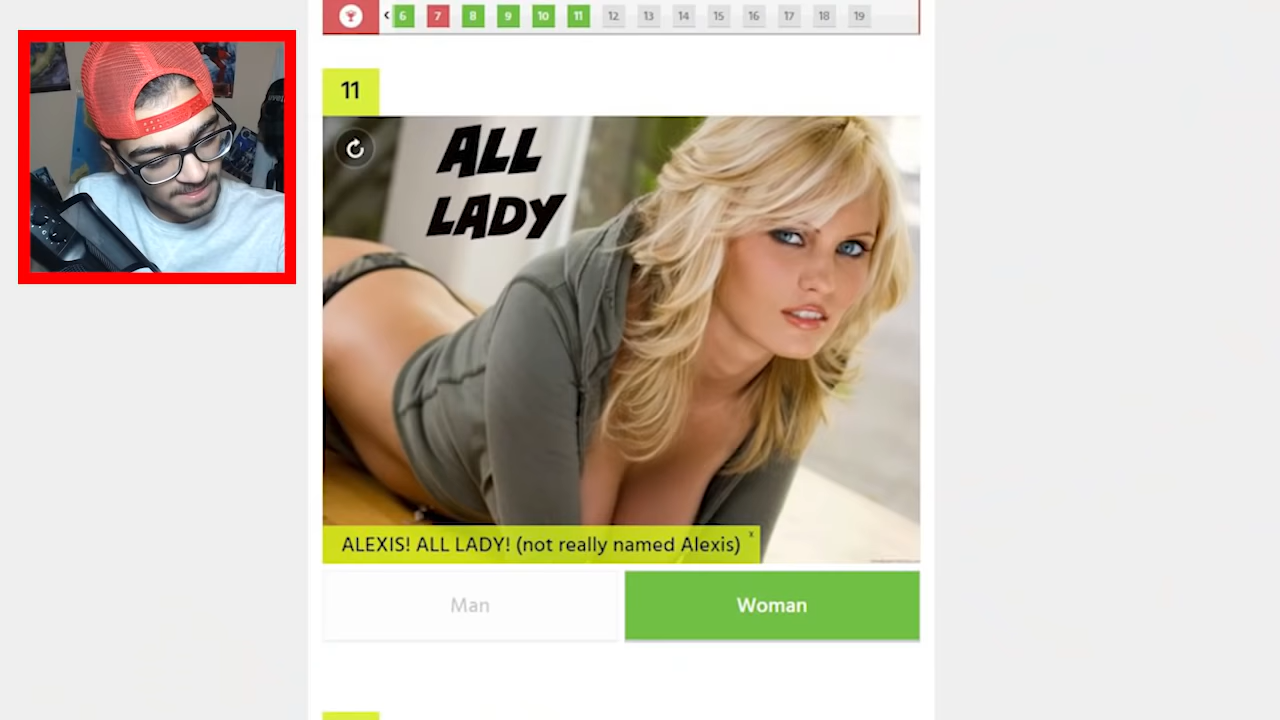 6 7 8 9 10 11 12 13 14 15 16 17 18 19
11
ALL
LADY
ALEXIS! ALL LADY! (not really named Alexis) x
Man Woman